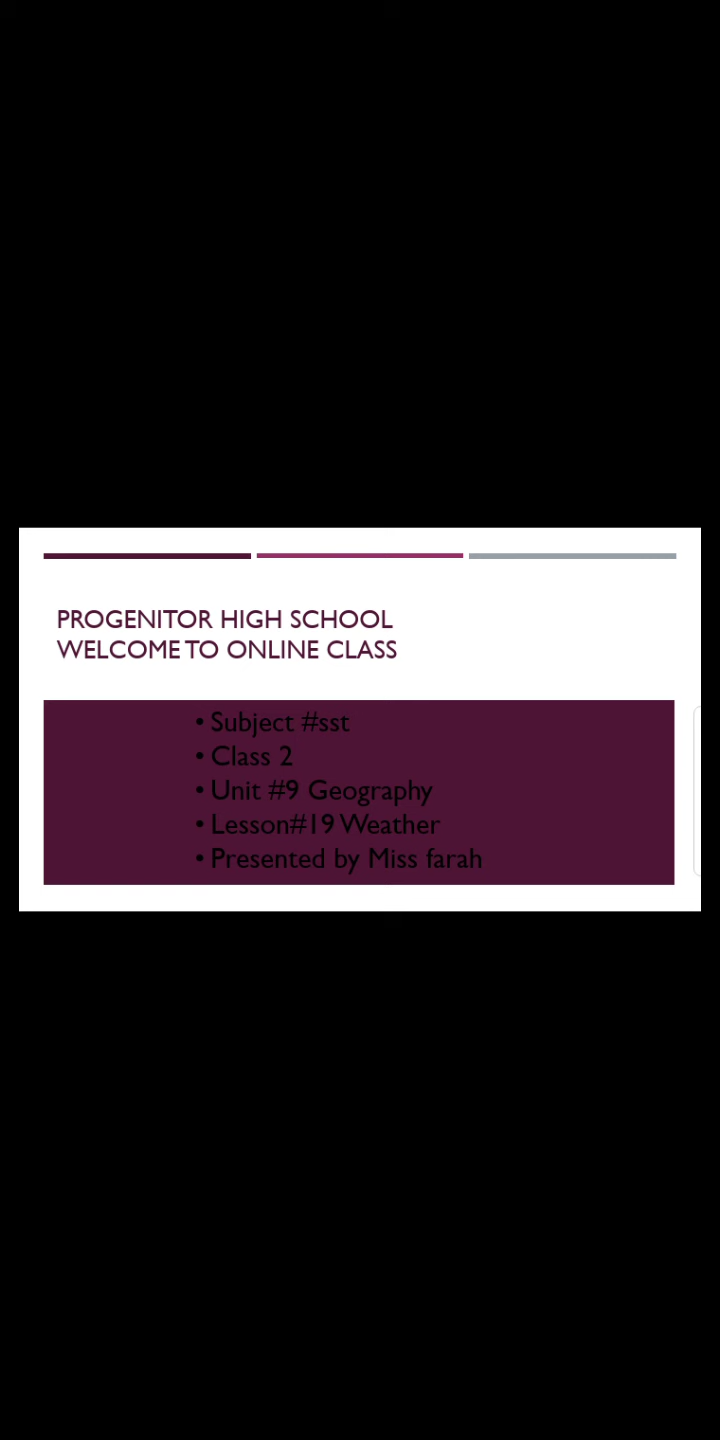 PROGENITOR HIGH SCHOOL
WELCOME TO ONLINE CLASS
• Subject #sst
• Class 2
• Unit #9 Geography
• Lesson#19 Weather
• Presented by Miss farah